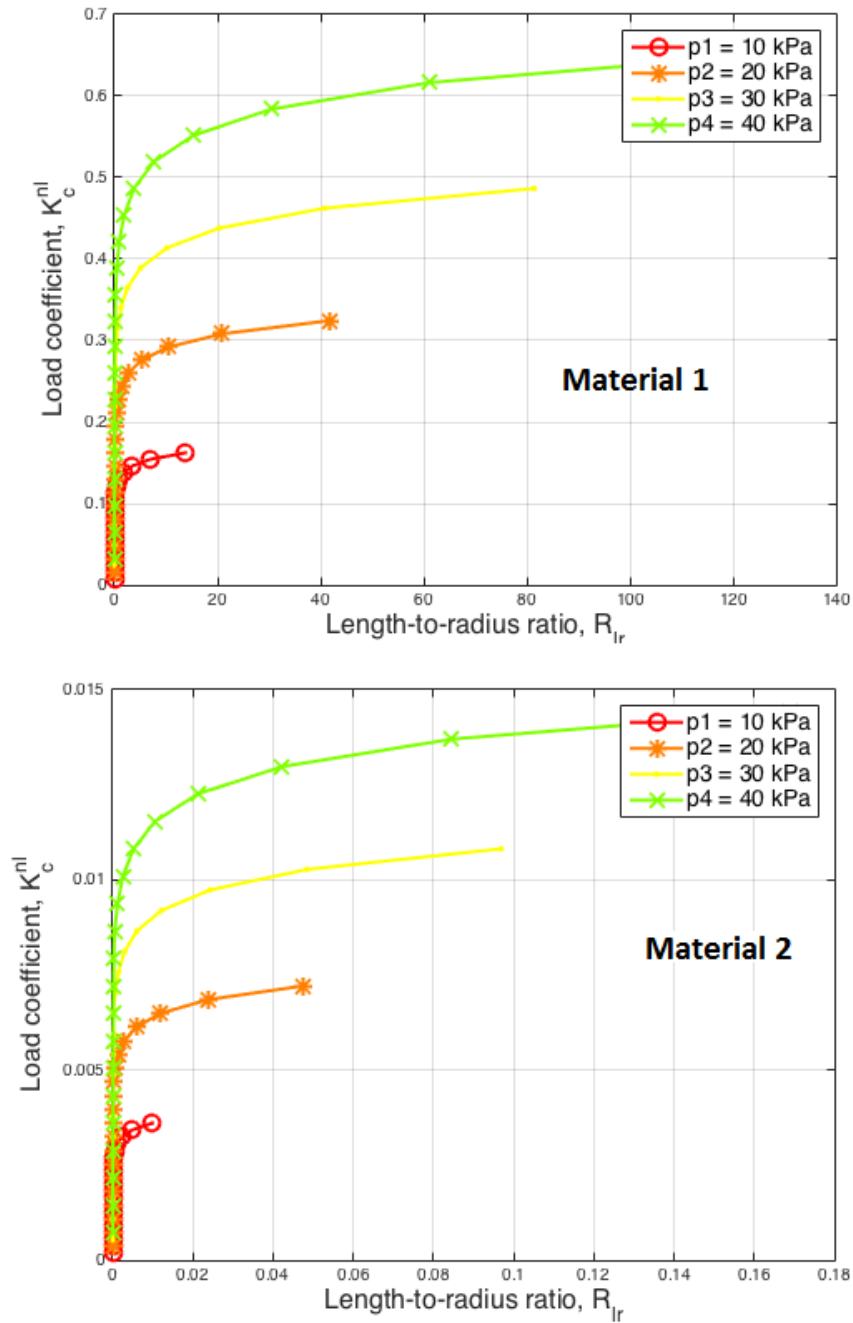 0.7
p1 = 10 kPa
p2 = 20 kPa
p3 = 30 kPa
p4 = 40 kPa
0.6
0.5
0.4
0.3
0.2
0.1
0
Load coefficient, K_c^nl
Material 1
0 20 40 60 80 100 120 140
Length-to-radius ratio, R_lr
0.015
p1 = 10 kPa
p2 = 20 kPa
p3 = 30 kPa
p4 = 40 kPa
0.01
0.005
0
Load coefficient, K_c^nl
Material 2
0 0.02 0.04 0.06 0.08 0.1 0.12 0.14 0.16 0.18
Length-to-radius ratio, R_lr